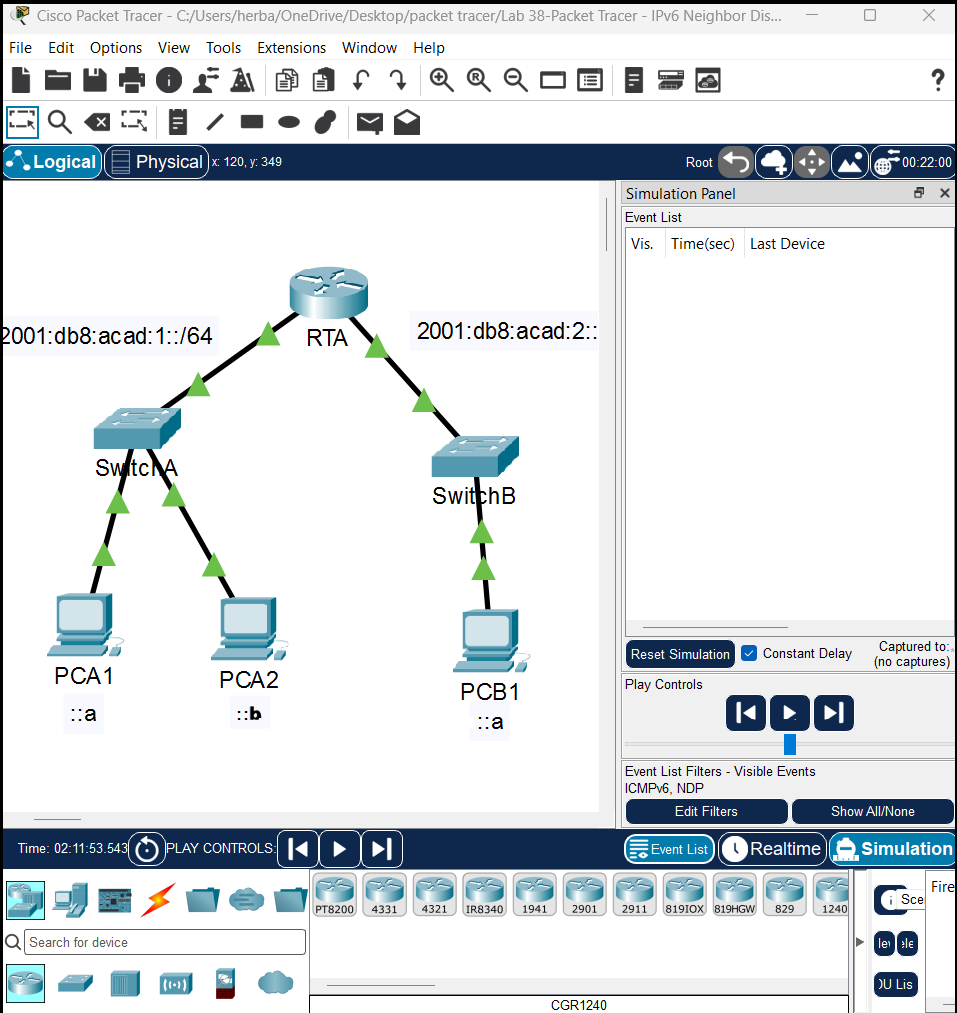 Cisco Packet Tracer - C:/Users/herba/OneDrive/Desktop/packet tracer/Lab 38-Packet Tracer - IPv6 Neighbor Dis...
File Edit Options View Tools Extensions Window Help
Logical Physical x: 120, y: 349 Root 00:22:00
Simulation Panel
Event List
Vis. Time(sec) Last Device
2001:db8:acad:1::/64
RTA
2001:db8:acad:2::
SwitchA
SwitchB
PCA1
PCA2
PCB1
::a
::b
::a
Reset Simulation Constant Delay Captured to:
(no captures)
Play Controls
Event List Filters - Visible Events
ICMPv6, NDP
Edit Filters Show All/None
Time: 02:11:53.543 PLAY CONTROLS: Event List Realtime Simulation
PT8200 4331 4321 IR8340 1941 2901 2911 819IOX 819HGW 829 1240
Search for device
CGR1240
Fire
Sce
DU Lis